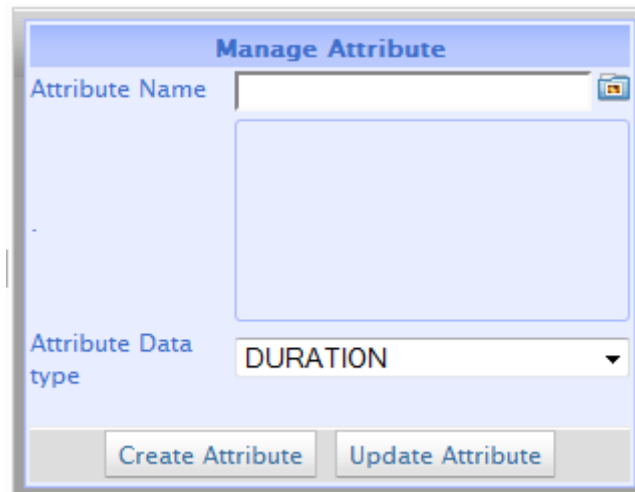 Manage Attribute
Attribute Name
-
Attribute Data
type
DURATION
Create Attribute
Update Attribute